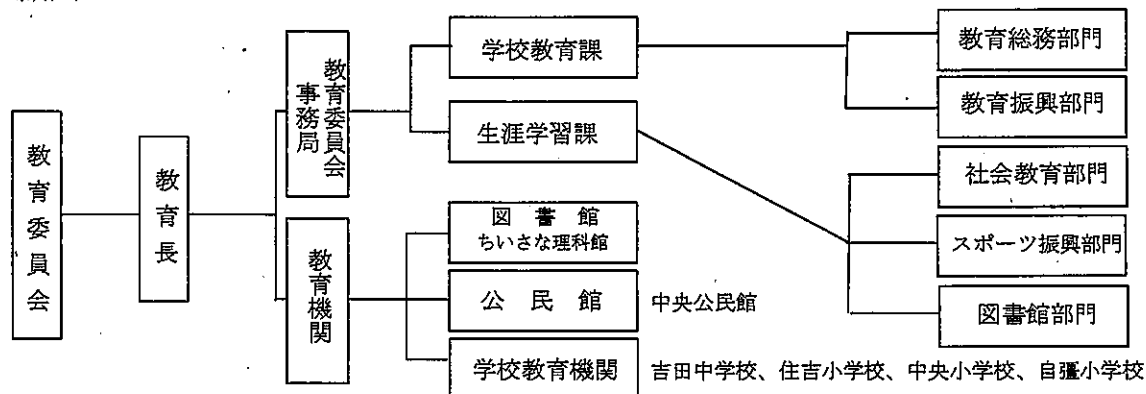 教育委員会
教育長
教育委員会
事務局
教育機関
学校教育課
生涯学習課
図書館
ちいさな理科館
公民館
中央公民館
学校教育機関
吉田中学校、住吉小学校、中央小学校、自彊小学校
教育総務部門
教育振興部門
社会教育部門
スポーツ振興部門
図書館部門